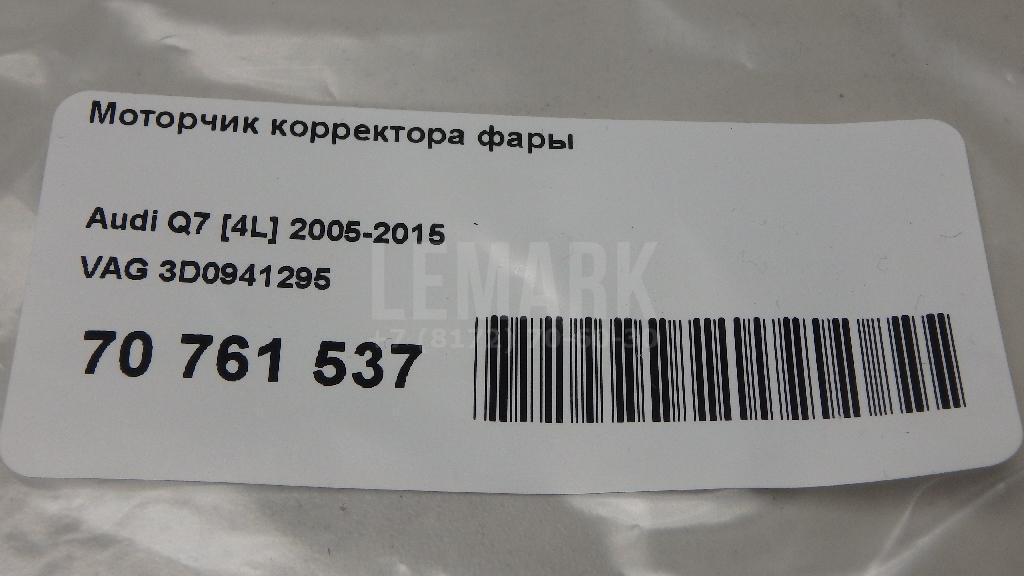 Моторчик корректора фары
Audi Q7 [4L] 2005-2015
VAG 3D0941295
LEMARK
70 761 537